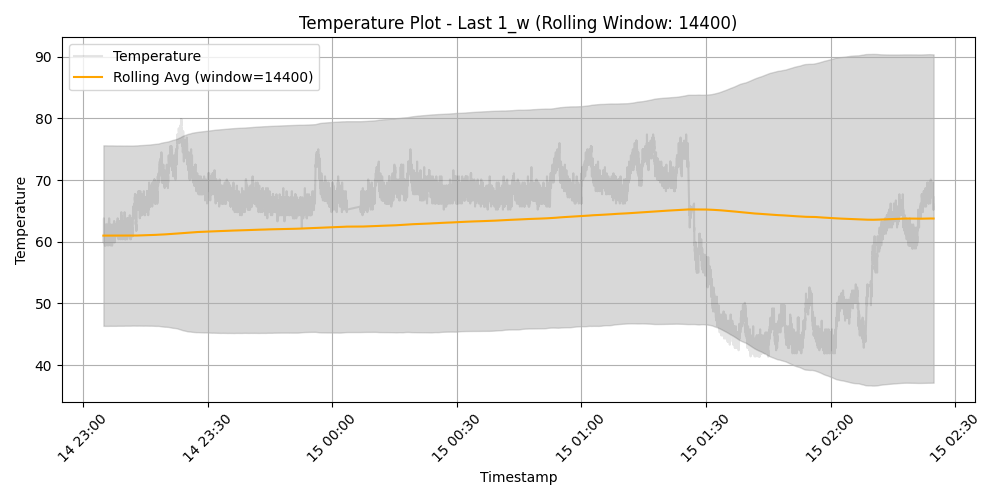 Temperature Plot - Last 1_w (Rolling Window: 14400)
Temperature
Rolling Avg (window=14400)
90
80
70
60
50
40
Temperature
14 23:00
14 23:30
15 00:00
15 00:30
15 01:00
15 01:30
15 02:00
15 02:30
Timestamp